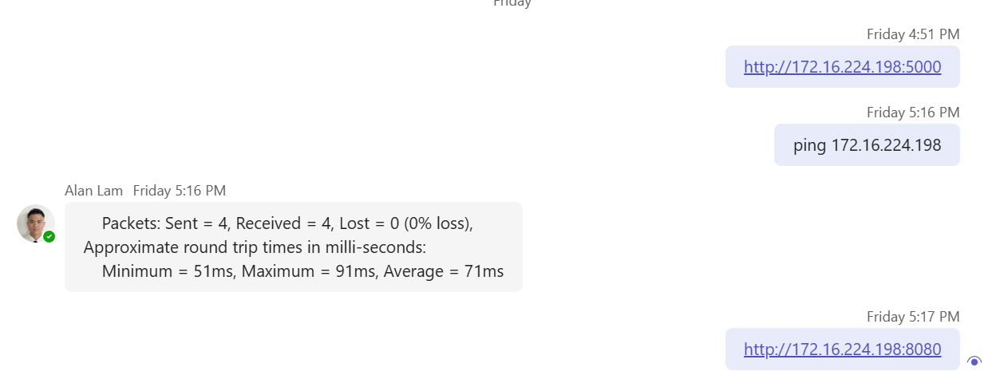 Friday
Friday 4:51 PM
http://172.16.224.198:5000
Friday 5:16 PM
ping 172.16.224.198
Alan Lam Friday 5:16 PM
Packets: Sent = 4, Received = 4, Lost = 0 (0% loss),
Approximate round trip times in milli-seconds:
Minimum = 51ms, Maximum = 91ms, Average = 71ms
Friday 5:17 PM
http://172.16.224.198:8080